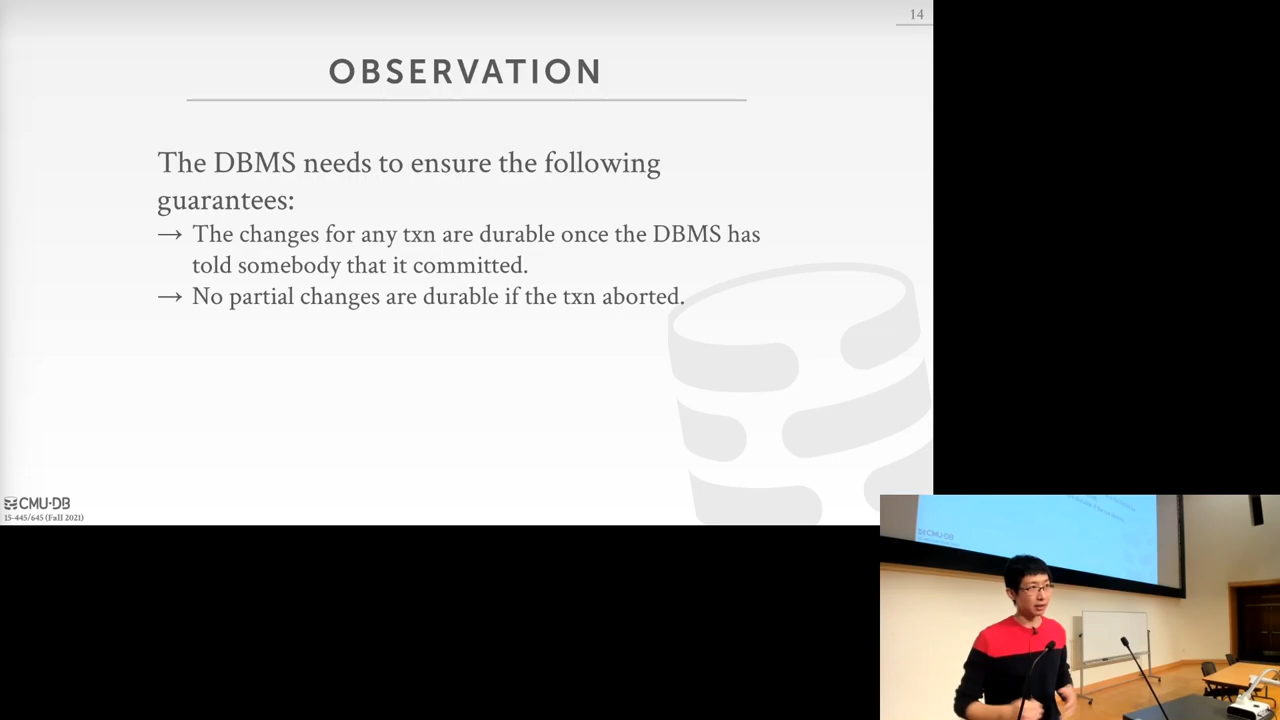 14
OBSERVATION
The DBMS needs to ensure the following
guarantees:
→ The changes for any txn are durable once the DBMS has
told somebody that it committed.
→ No partial changes are durable if the txn aborted.
CMU·DB
15-445/645 (Fall 2021)
CMU·DB